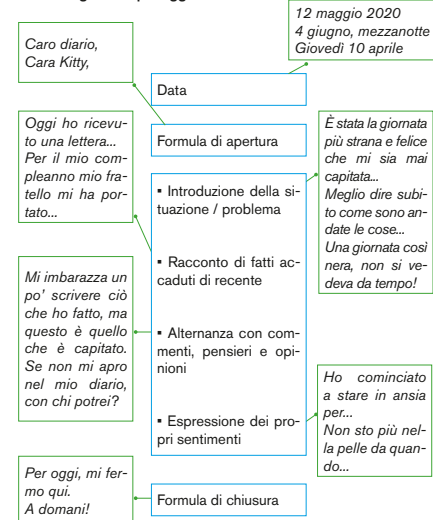 12 maggio 2020
4 giugno, mezzanotte
Giovedì 10 aprile
Caro diario,
Cara Kitty,
Data
Formula di apertura
Oggi ho ricevu-
to una lettera...
Per il mio com-
pleanno mio fra-
tello mi ha por-
tato...
È stata la giornata
più strana e felice
che mi sia mai
capitata...
Meglio dire subi-
to come sono an-
date le cose...
Una giornata così
nera, non si ve-
deva da tempo!
▪ Introduzione della si-
tuazione / problema
▪ Racconto di fatti ac-
caduti di recente
▪ Alternanza con com-
menti, pensieri e opi-
nioni
▪ Espressione dei pro-
pri sentimenti
Mi imbarazza un
po' scrivere ciò
che ho fatto, ma
questo è quello
che è capitato.
Se non mi apro
nel mio diario,
con chi potrei?
Ho cominciato
a stare in ansia
per...
Non sto più nel-
la pelle da quan-
do...
Per oggi, mi fer-
mo qui.
A domani!
Formula di chiusura